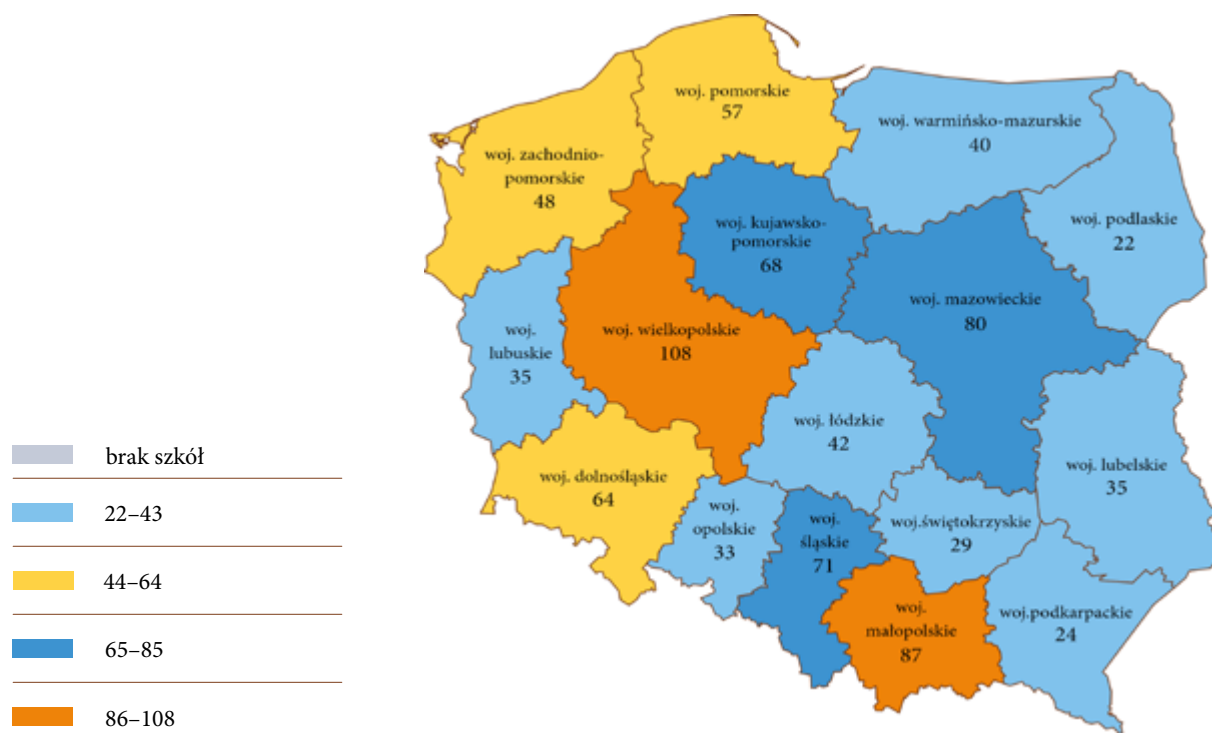 woj. pomorskie
57
woj. warmińsko-mazurskie
40
woj. zachodnio-
pomorskie
48
woj. podlaskie
22
woj. kujawsko-
pomorskie
68
woj. mazowieckie
80
woj.
lubuskie
35
woj. wielkopolskie
108
woj. łódzkie
42
woj. lubelskie
35
woj. dolnośląskie
64
woj.
opolskie
33
woj.
śląskie
71
woj.świętokrzyskie
29
woj.
małopolskie
87
woj.podkarpackie
24
brak szkół
22–43
44–64
65–85
86–108